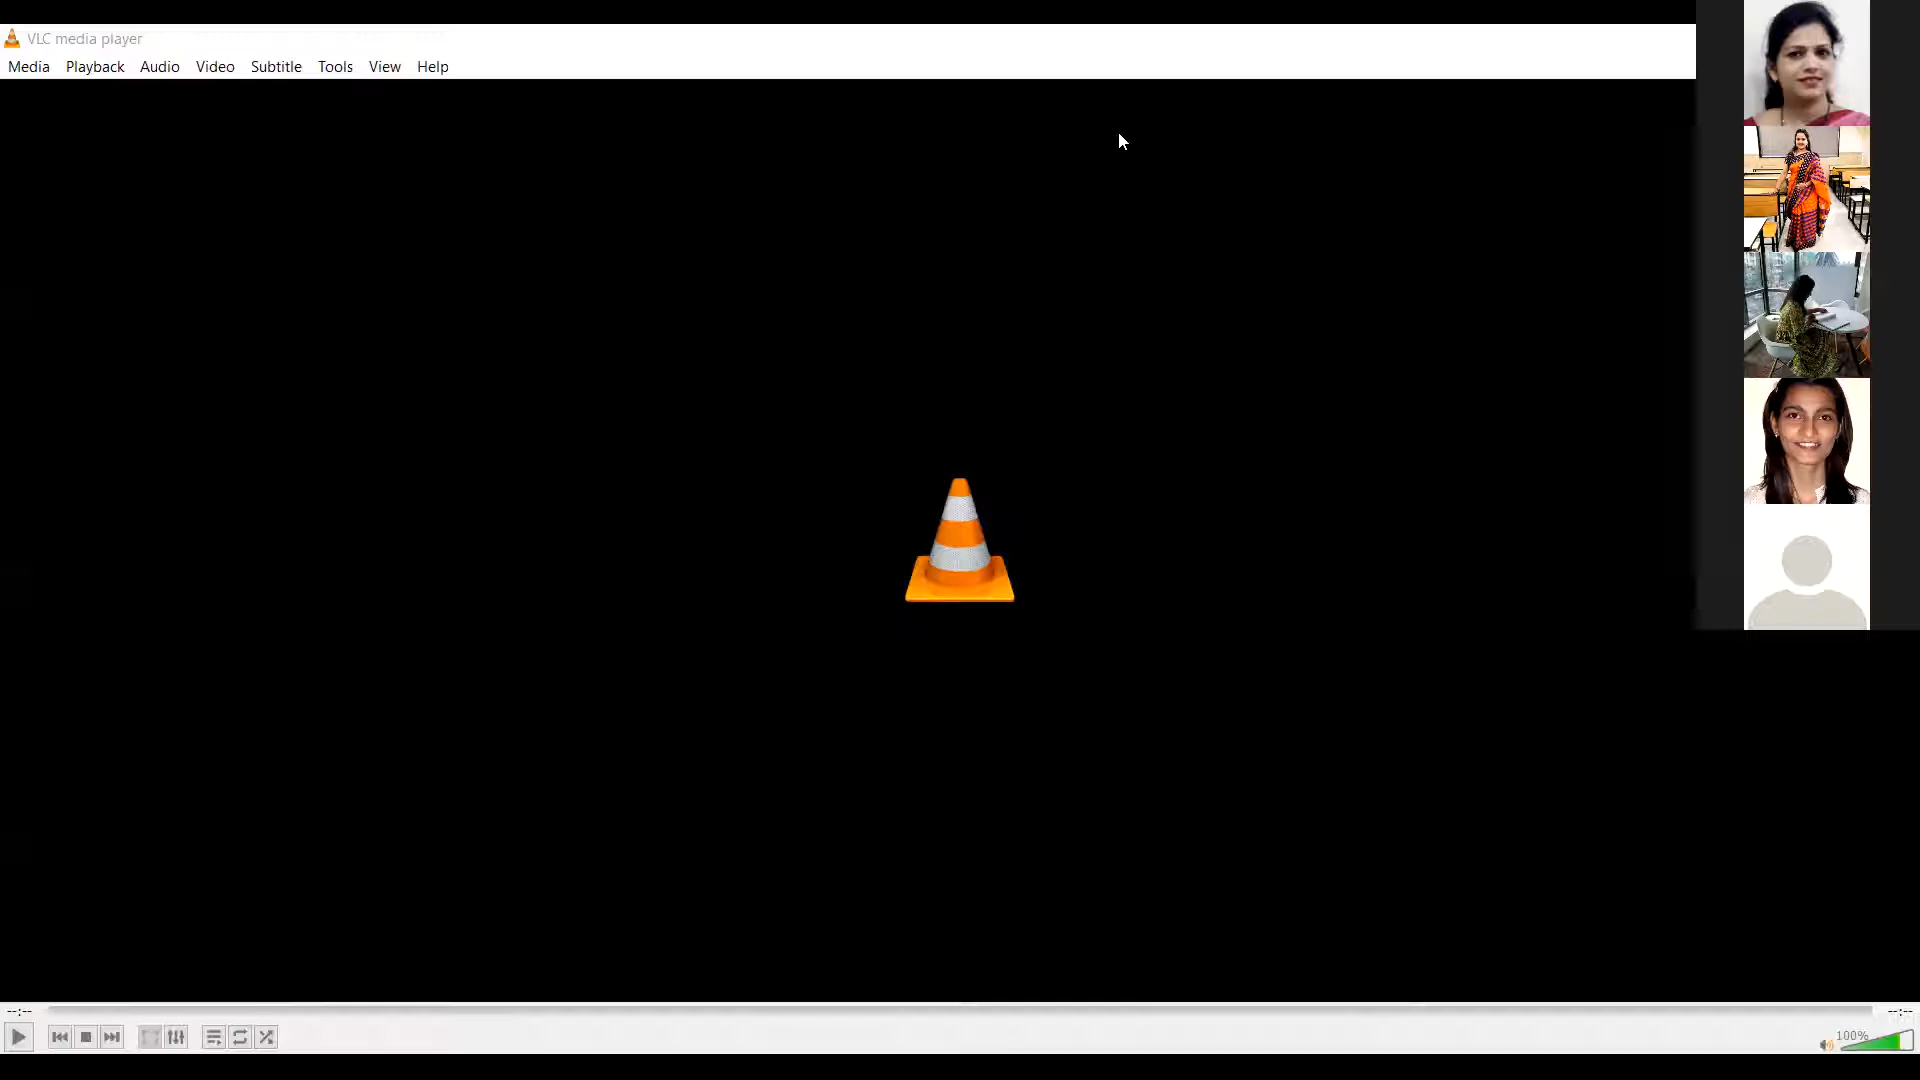 VLC media player
Media Playback Audio Video Subtitle Tools View Help
--:-- --:--
100%